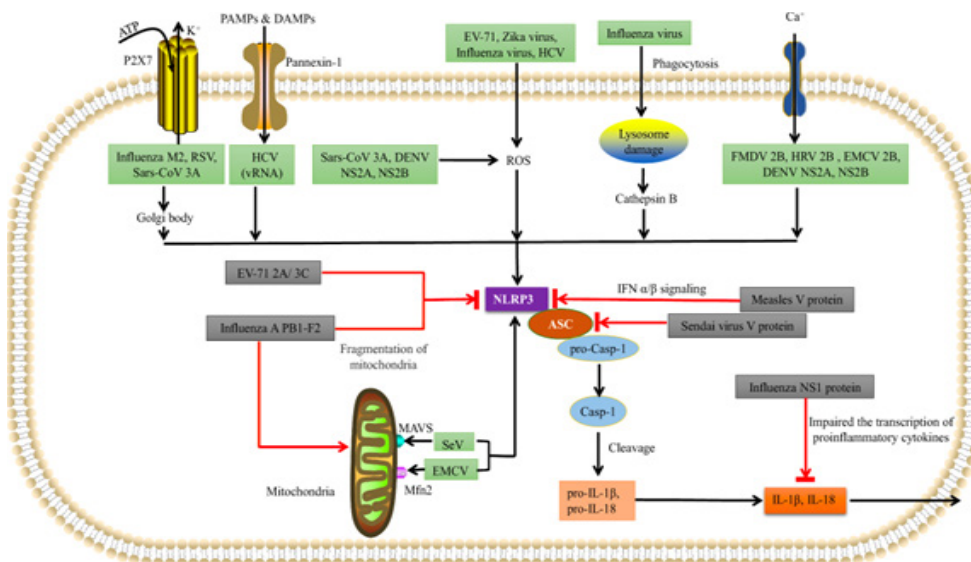 ATP
K⁺
P2X7
PAMPs & DAMPs
Pannexin-1
EV-71, Zika virus,
Influenza virus, HCV
Influenza virus
Phagocytosis
Ca⁺
Influenza M2, RSV,
Sars-CoV 3A
HCV
(vRNA)
Sars-CoV 3A, DENV
NS2A, NS2B
ROS
Lysosome
damage
FMDV 2B, HRV 2B , EMCV 2B,
DENV NS2A, NS2B
Golgi body
Cathepsin B
EV-71 2A/ 3C
NLRP3
IFN α/β signaling
Measles V protein
Influenza A PB1-F2
ASC
Sendai virus V protein
Fragmentation of
mitochondria
pro-Casp-1
Influenza NS1 protein
Casp-1
MAVS
SeV
Impaired the transcription of
proinflammatory cytokines
Cleavage
EMCV
Mitochondria
Mfn2
pro-IL-1β,
pro-IL-18
IL-1β, IL-18